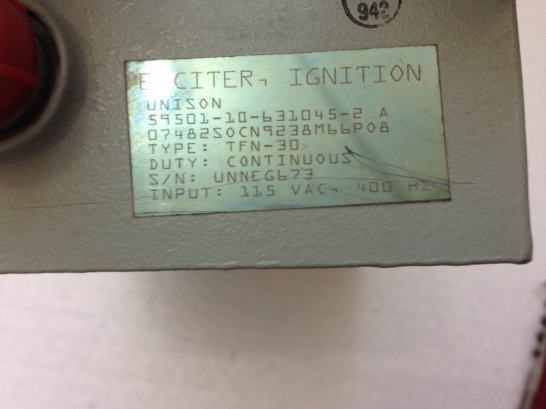 942
EXCITER, IGNITION
UNISON
59501-10-631045-2 A
07482SOCN9238M66P08
TYPE: TFN-30
DUTY: CONTINUOUS
S/N: UNNEG673
INPUT: 115 VAC, 400 HZ